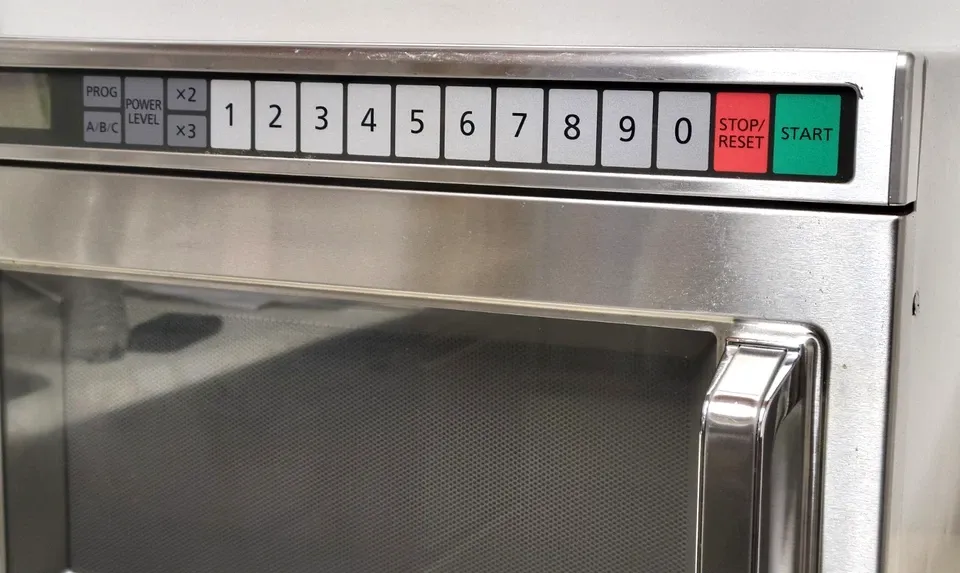 PROG
A/B/C
POWER
LEVEL
×2
×3
1
2
3
4
5
6
7
8
9
0
STOP/
RESET
START